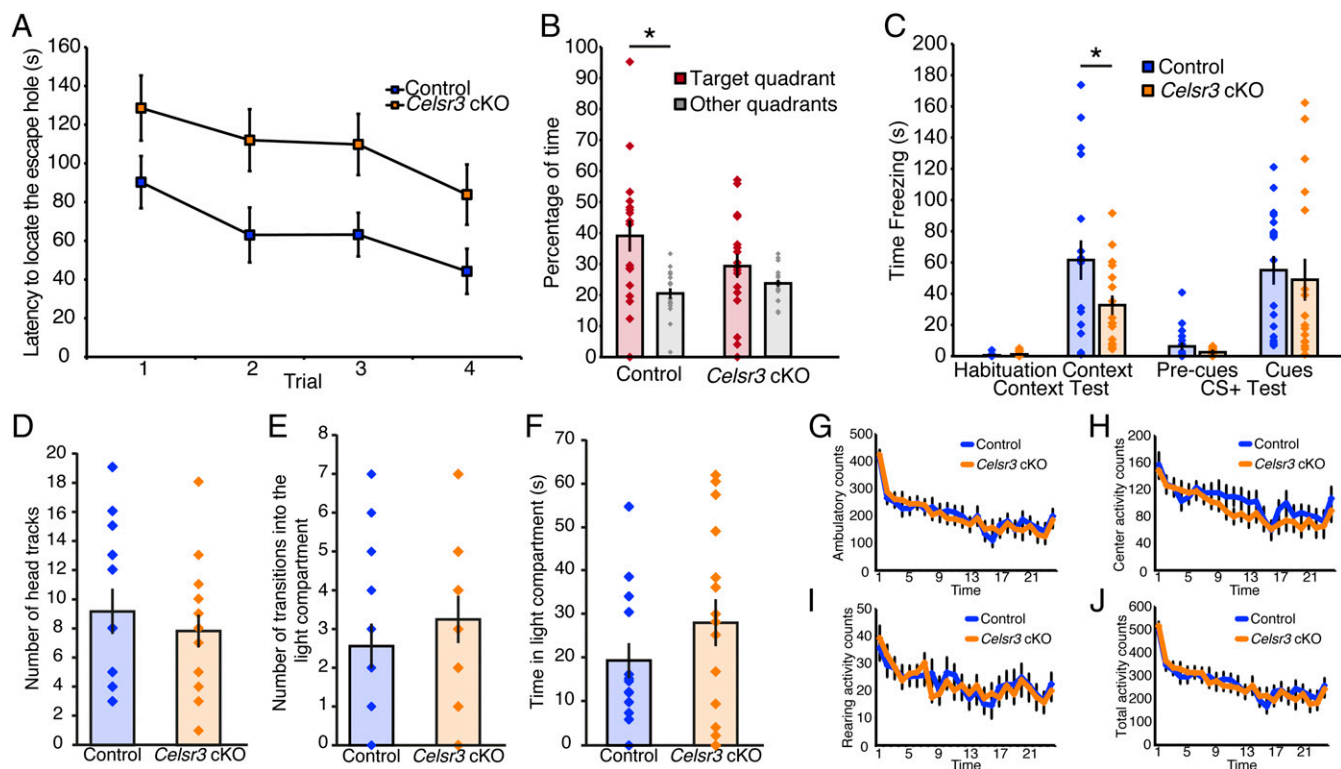 A
Latency to locate the escape hole (s)
160
140
120
100
80
60
40
20
0
Control
Celsr3 cKO
1 2 3 4
Trial
B
*
Percentage of time
100
90
80
70
60
50
40
30
20
10
0
Target quadrant
Other quadrants
Control Celsr3 cKO
C
*
Time Freezing (s)
200
180
160
140
120
100
80
60
40
20
0
Control
Celsr3 cKO
Habituation Context Pre-cues Cues
Context Test CS+ Test
D
Number of head tracks
20
18
16
14
12
10
8
6
4
2
0
Control Celsr3 cKO
E
Number of transitions into the
light compartment
8
7
6
5
4
3
2
1
0
Control Celsr3 cKO
F
Time in light compartment (s)
70
60
50
40
30
20
10
0
Control Celsr3 cKO
G
Ambulatory counts
500
400
300
200
100
0
Control
Celsr3 cKO
1 5 9 13 17 21
Time
H
Center activity counts
200
160
120
80
40
0
Control
Celsr3 cKO
1 5 9 13 17 21
Time
I
Rearing activity counts
60
40
20
0
Control
Celsr3 cKO
1 5 9 13 17 21
Time
J
Total activity counts
600
500
400
300
200
100
0
Control
Celsr3 cKO
1 5 9 13 17 21
Time